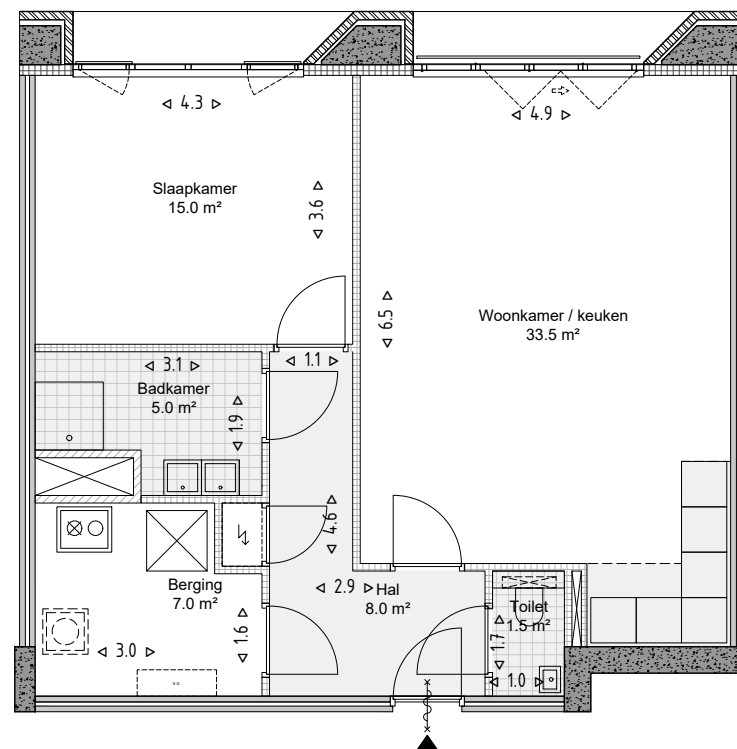 4.3
4.9
Slaapkamer
15.0 m²
3.6
6.5
Woonkamer / keuken
33.5 m²
1.1
3.1
Badkamer
5.0 m²
1.9
4.6
Berging
7.0 m²
2.9
Hal
8.0 m²
Toilet
1.5 m²
1.6
1.7
3.0
1.0